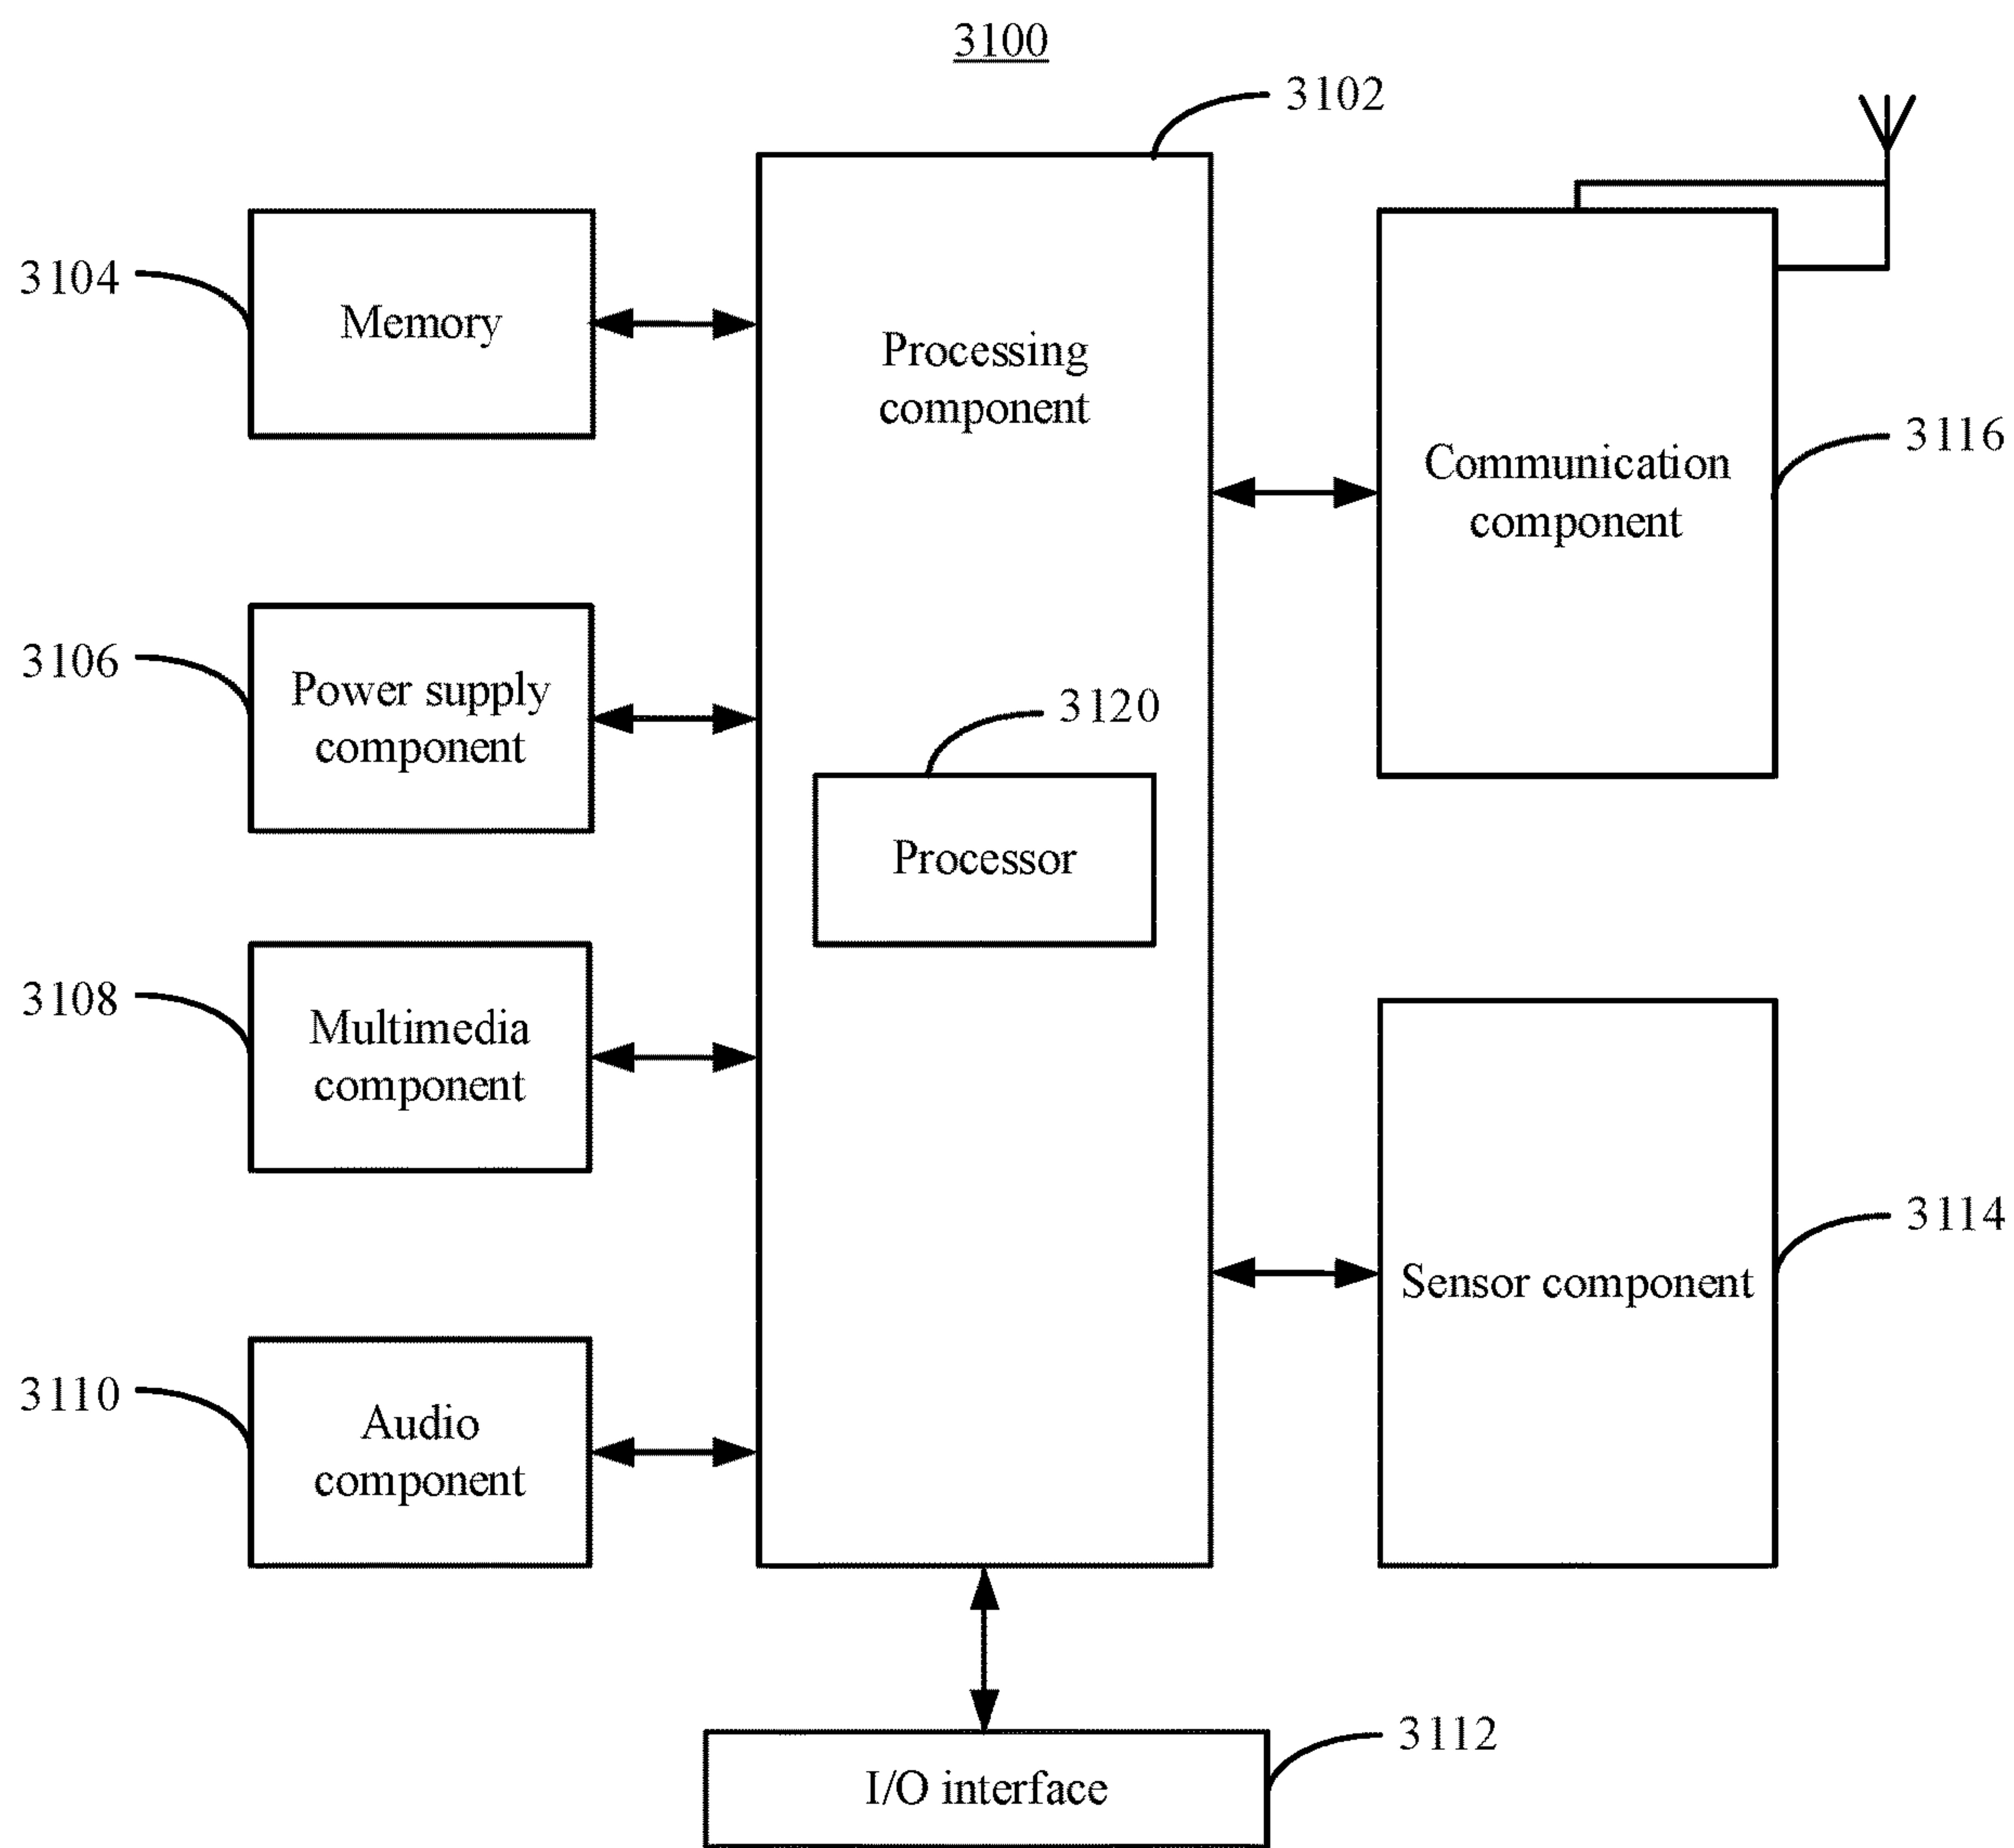 3100
3102
3104
Memory
Processing
component
Communication
component
3116
3106
Power supply
component
3120
Processor
3108
Multimedia
component
3114
Sensor component
3110
Audio
component
3112
I/O interface